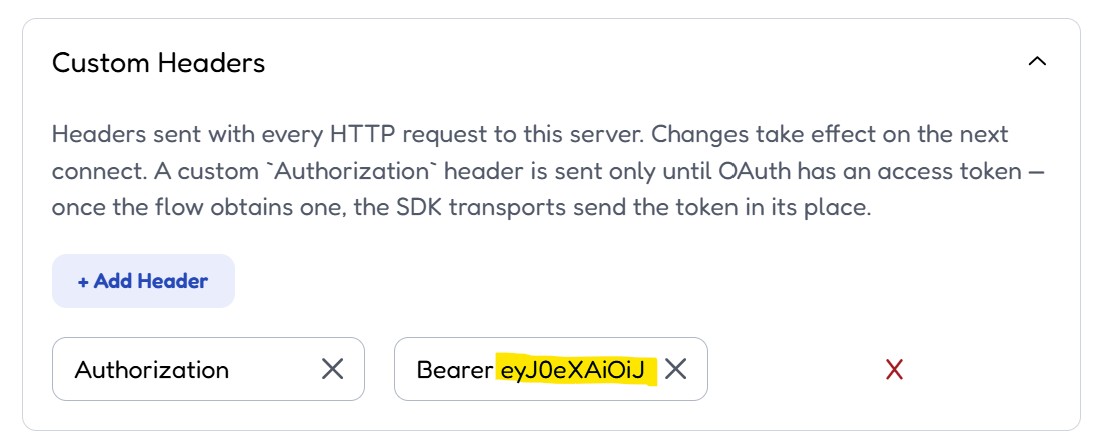 Custom Headers
Headers sent with every HTTP request to this server. Changes take effect on the next
connect. A custom `Authorization` header is sent only until OAuth has an access token —
once the flow obtains one, the SDK transports send the token in its place.
+ Add Header
Authorization
Bearer eyJ0eXAiOiJ